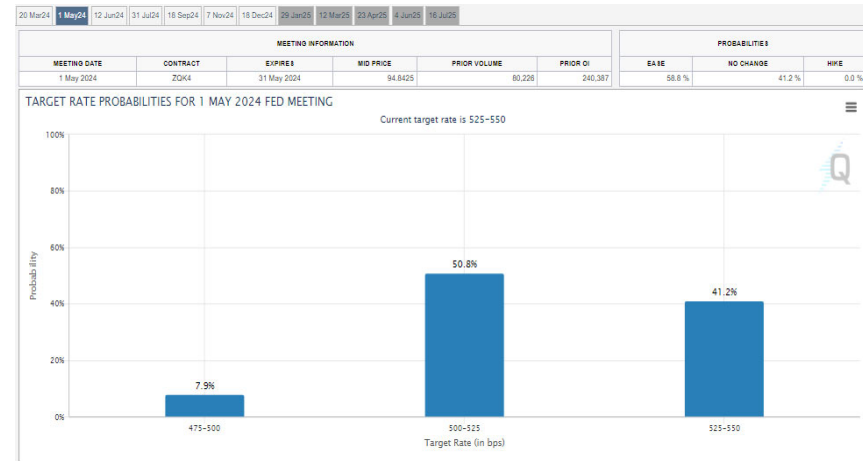 20 Mar24 1 May24 12 Jun24 31 Jul24 18 Sep24 7 Nov24 18 Dec24 29 Jan25 12 Mar25 23 Apr25 4 Jun25 16 Jul25
MEETING INFORMATION PROBABILITIES
MEETING DATE CONTRACT EXPIRES MID PRICE PRIOR VOLUME PRIOR OI EASE NO CHANGE HIKE
1 May 2024 ZQK4 31 May 2024 94.8425 80,226 240,387 58.8 % 41.2 % 0.0 %
TARGET RATE PROBABILITIES FOR 1 MAY 2024 FED MEETING
Current target rate is 525-550
100%
Q
80%
60%
50.8%
41.2%
Probability
40%
20%
7.9%
0%
475-500 500-525 525-550
Target Rate (in bps)